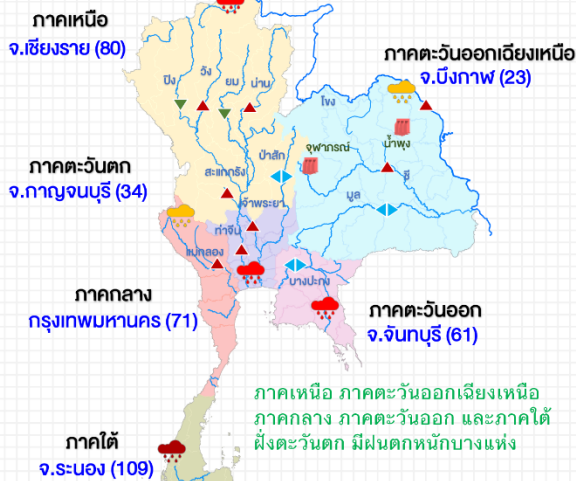 ภาคเหนือ
จ.เชียงราย (80)
ภาคตะวันออกเฉียงเหนือ
จ.บึงกาฬ (23)
ปิง
วัง
ยม
น่าน
โขง
ป่าสัก
จุฬาภรณ์
น้ำพุง
ชี
สะแกกรัง
มูล
เจ้าพระยา
ท่าจีน
แม่กลอง
บางปะกง
ภาคตะวันตก
จ.กาญจนบุรี (34)
ภาคกลาง
กรุงเทพมหานคร (71)
ภาคตะวันออก
จ.จันทบุรี (61)
ภาคเหนือ ภาคตะวันออกเฉียงเหนือ
ภาคกลาง ภาคตะวันออก และภาคใต้
ฝั่งตะวันตก มีฝนตกหนักบางแห่ง
ภาคใต้
จ.ระนอง (109)